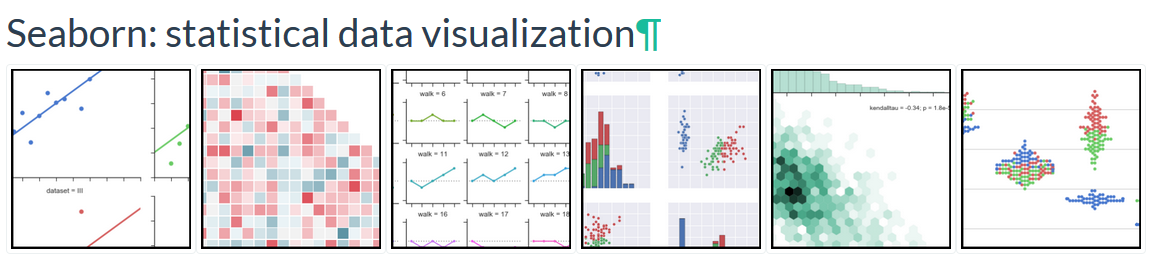 Seaborn: statistical data visualization¶
dataset = III
walk = 6
walk = 7
walk = 8
walk = 11
walk = 12
walk = 13
walk = 16
walk = 17
walk = 18
kendalltau = -0.34; p = 1.6e-